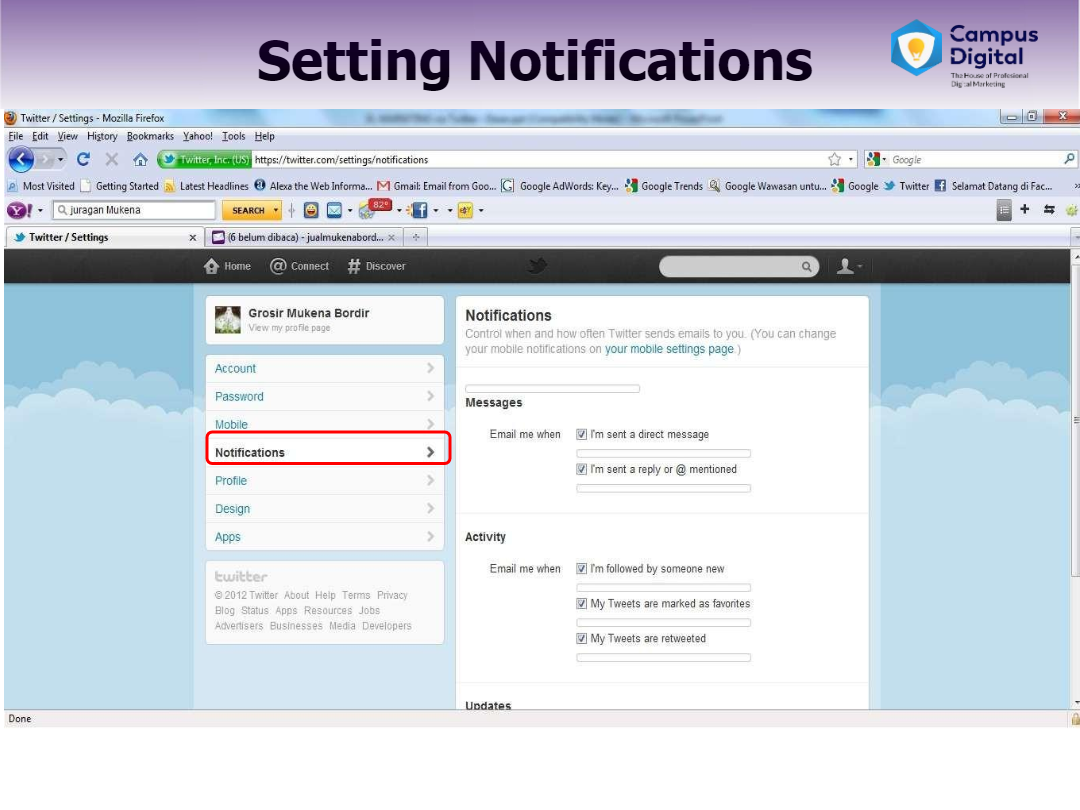 Setting Notifications
Campus
Digital
The House of Profesional
Digital Marketing
Twitter / Settings - Mozilla Firefox
File Edit View History Bookmarks Yahoo! Tools Help
Twitter, Inc. (US) https://twitter.com/settings/notifications
Google
Most Visited Getting Started Latest Headlines Alexa the Web Informa... Gmail: Email from Goo... Google AdWords: Key... Google Trends Google Wawasan untu... Google Twitter Selamat Datang di Fac... »
Y! juragan Mukena SEARCH 82°
Twitter / Settings x (6 belum dibaca) - jualmukenabord... x
Home @ Connect # Discover
Grosir Mukena Bordir
View my profile page
Account
Password
Mobile
Notifications
Profile
Design
Apps
twitter
© 2012 Twitter About Help Terms Privacy
Blog Status Apps Resources Jobs
Advertisers Businesses Media Developers
Notifications
Control when and how often Twitter sends emails to you. (You can change
your mobile notifications on your mobile settings page.)
Messages
Email me when I'm sent a direct message
I'm sent a reply or @ mentioned
Activity
Email me when I'm followed by someone new
My Tweets are marked as favorites
My Tweets are retweeted
Updates
Done